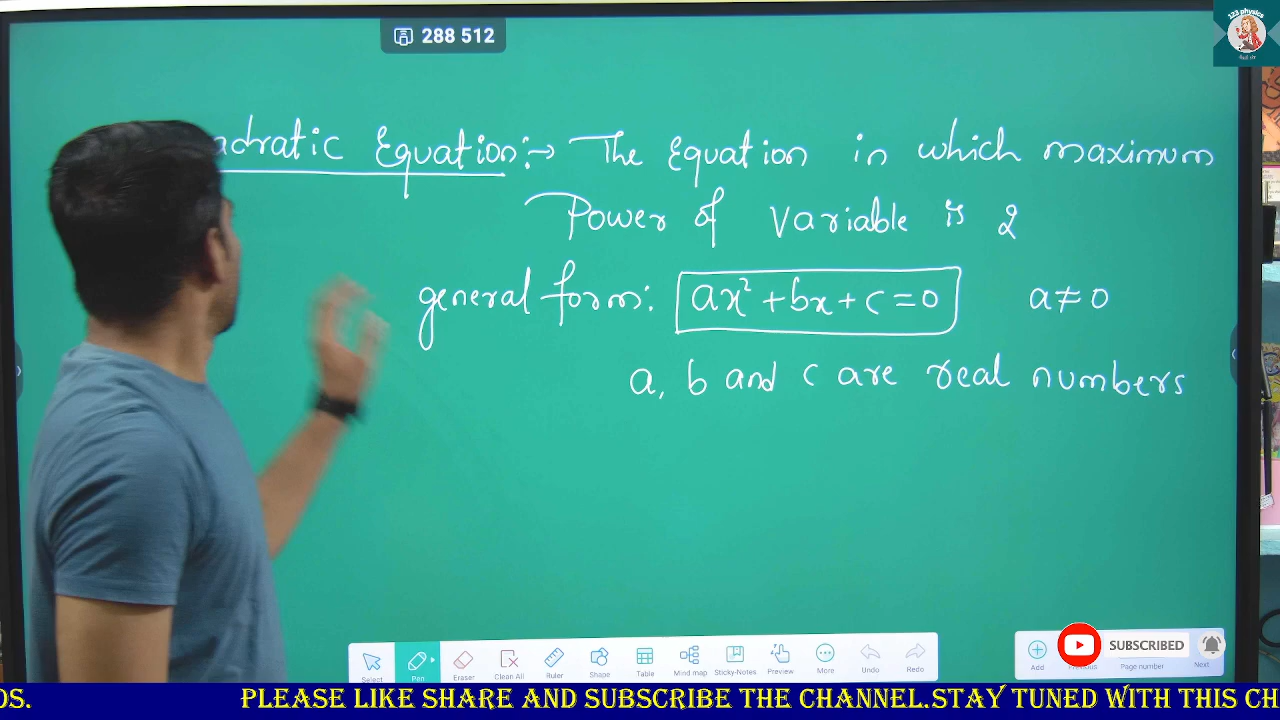 288 512
123 physics
adratic Equation:→ The Equation in which maximum
Power of variable is 2
general form: ax² + bx + c = 0 a ≠ 0
a, b and c are real numbers
Select Pen Eraser Clean All Ruler Shape Table Mind map Sticky-Notes Preview More Undo Redo
Add Page number Next
SUBSCRIBED
OS. PLEASE LIKE SHARE AND SUBSCRIBE THE CHANNEL.STAY TUNED WITH THIS CH